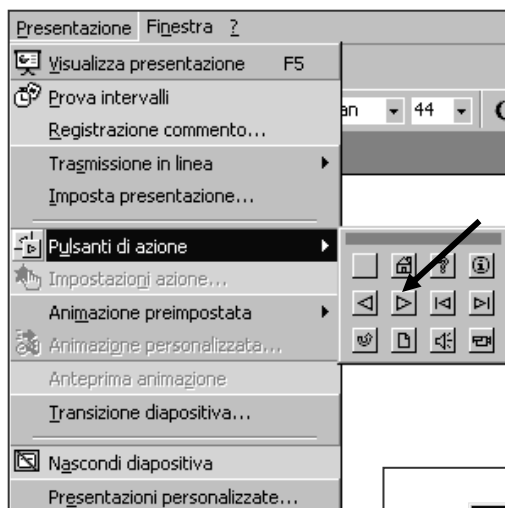 Presentazione Finestra ?
Visualizza presentazione F5
Prova intervalli
an 44
Registrazione commento...
Trasmissione in linea
Imposta presentazione...
Pulsanti di azione
?
Impostazioni azione...
Animazione preimpostata
Animazione personalizzata...
Anteprima animazione
Transizione diapositiva...
Nascondi diapositiva
Presentazioni personalizzate...